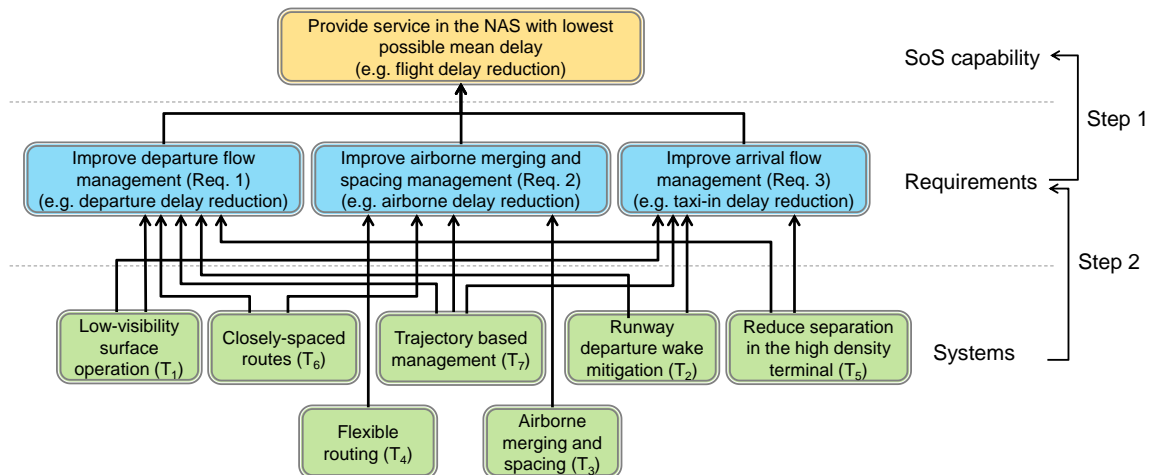 Provide service in the NAS with lowest
possible mean delay
(e.g. flight delay reduction)
SoS capability
Step 1
Improve departure flow
management (Req. 1)
(e.g. departure delay reduction)
Improve airborne merging and
spacing management (Req. 2)
(e.g. airborne delay reduction)
Improve arrival flow
management (Req. 3)
(e.g. taxi-in delay reduction)
Requirements
Step 2
Low-visibility
surface
operation (T₁)
Closely-spaced
routes (T₆)
Trajectory based
management (T₇)
Runway
departure wake
mitigation (T₂)
Reduce separation
in the high density
terminal (T₅)
Systems
Flexible
routing (T₄)
Airborne
merging and
spacing (T₃)